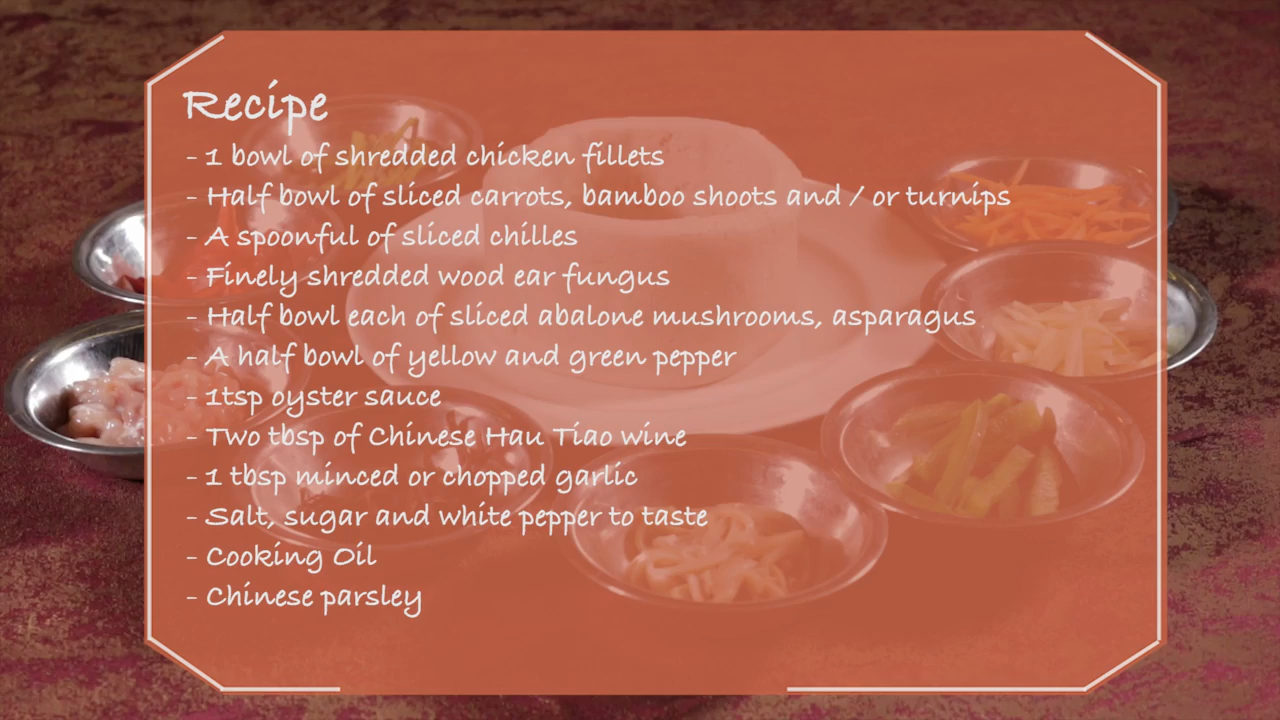 Recipe
- 1 bowl of shredded chicken fillets
- Half bowl of sliced carrots, bamboo shoots and / or turnips
- A spoonful of sliced chilles
- Finely shredded wood ear fungus
- Half bowl each of sliced abalone mushrooms, asparagus
- A half bowl of yellow and green pepper
- 1tsp oyster sauce
- Two tbsp of Chinese Hau Tiao wine
- 1 tbsp minced or chopped garlic
- Salt, sugar and white pepper to taste
- Cooking Oil
- Chinese parsley